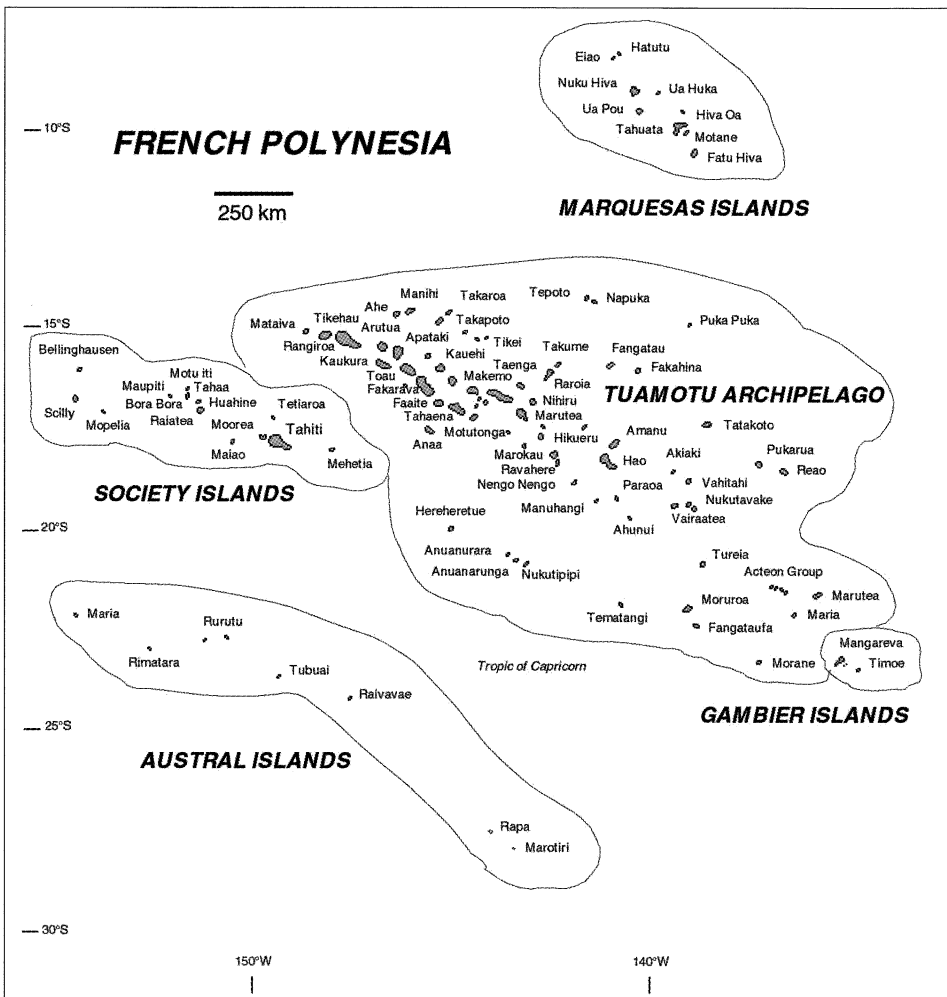 Hatutu
Eiao
Nuku Hiva
Ua Huka
Ua Pou
Hiva Oa
10°S
FRENCH POLYNESIA
Tahuata
Motane
Fatu Hiva
250 km
MARQUESAS ISLANDS
Manihi
Takaroa
Tepoto
Napuka
Ahe
Tikehau
Takapoto
15°S
Mataiva
Arutua
Puka Puka
Apataki
Tikei
Rangiroa
Takume
Bellinghausen
Kaukura
Kauehi
Fangatau
Taenga
Motu iti
Toau
Makemo
Fakahina
Maupiti
Tahaa
Fakarava
Raroia
TUAMOTU ARCHIPELAGO
Bora Bora
Huahine
Tetiaroa
Faaite
Nihiru
Scilly
Raiatea
Tahaena
Marutea
Mopelia
Moorea
Tahiti
Motutonga
Amanu
Tatakoto
Anaa
Hikueru
Maiao
Marokau
Akiaki
Pukarua
Mehetia
Hao
Ravahere
Reao
SOCIETY ISLANDS
Nengo Nengo
Paraoa
Vahitahi
Nukutavake
Hereheretue
Manuhangi
Vairaatea
20°S
Ahunui
Anuanurara
Tureia
Anuanarunga
Nukutipipi
Acteon Group
Moruroa
Marutea
Maria
Tematangi
Maria
Rurutu
Fangataufa
Mangareva
Rimatara
Tropic of Capricorn
Morane
Timoe
Tubuai
Raivavae
GAMBIER ISLANDS
25°S
AUSTRAL ISLANDS
Rapa
Marotiri
30°S
150°W
140°W